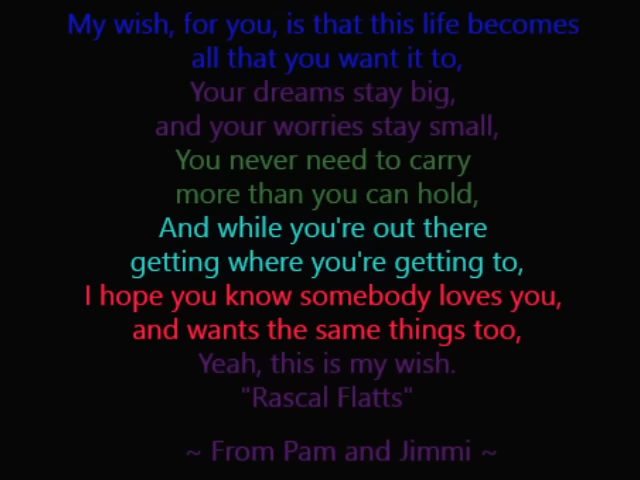 My wish, for you, is that this life becomes
all that you want it to,
Your dreams stay big,
and your worries stay small,
You never need to carry
more than you can hold,
And while you're out there
getting where you're getting to,
I hope you know somebody loves you,
and wants the same things too,
Yeah, this is my wish.
"Rascal Flatts"
~ From Pam and Jimmi ~